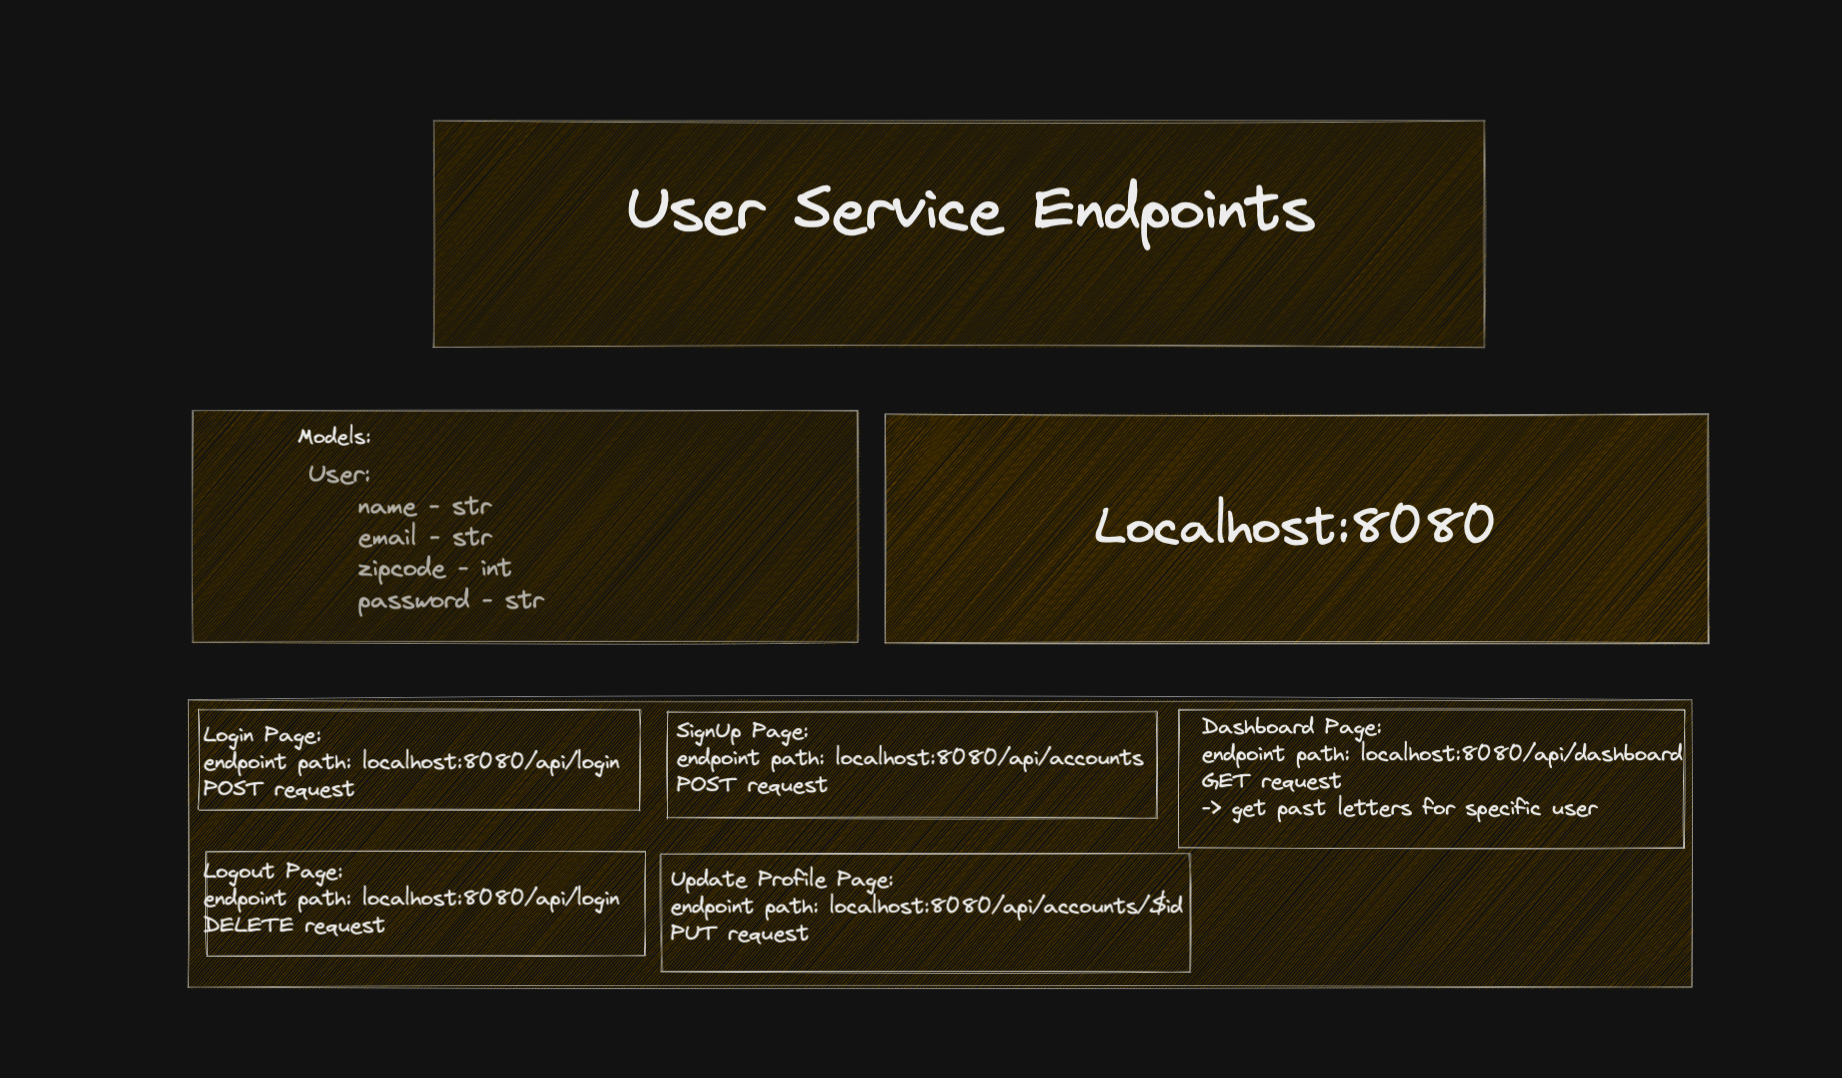 User Service Endpoints
Models:
User:
name - str
email - str
zipcode - int
password - str
Localhost:8080
Login Page:
endpoint path: localhost:8080/api/login
POST request
SignUp Page:
endpoint path: localhost:8080/api/accounts
POST request
Dashboard Page:
endpoint path: localhost:8080/api/dashboard
GET request
-> get past letters for specific user
Logout Page:
endpoint path: localhost:8080/api/login
DELETE request
Update Profile Page:
endpoint path: localhost:8080/api/accounts/$id
PUT request